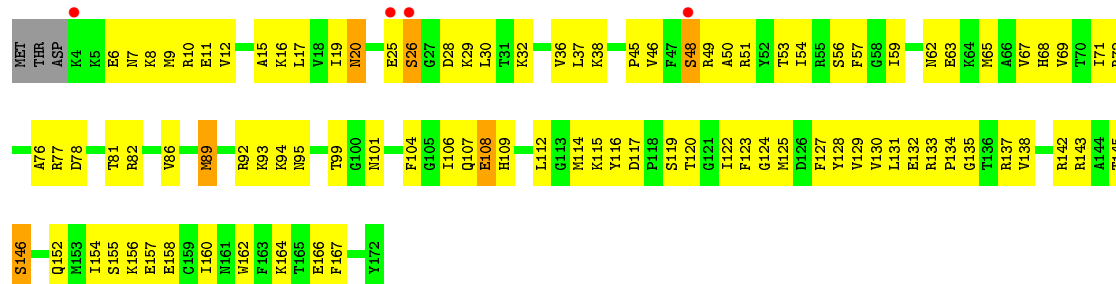 MET THR ASP K4 K5 E6 N7 K8 M9 R10 E11 V12 A15 K16 L17 V18 I19 N20 E25 S26 G27 D28 K29 L30 T31 K32 V36 L37 K38 P45 V46 F47 S48 R49 A50 R51 Y52 T53 I54 R55 S56 F57 G58 I59 N62 E63 K64 M65 A66 V67 H68 V69 T70 I71
A76 R77 D78 T81 R82 V86 M89 R92 K93 K94 N95 T99 G100 N101 F104 G105 I106 Q107 E108 H109 L112 G113 M114 K115 Y116 D117 P118 S119 T120 G121 I122 F123 G124 M125 D126 F127 Y128 V129 V130 L131 E132 R133 P134 G135 T136 R137 V138 R142 R143 A144
S146 Q152 M153 I154 S155 K156 E157 E158 C159 I160 N161 W162 F163 K164 T165 E166 F167 Y172